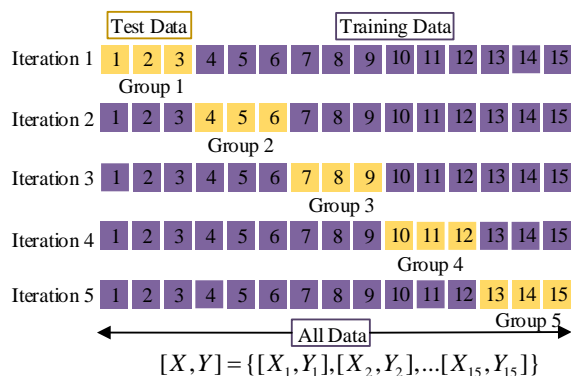 Test Data Training Data
Iteration 1 1 2 3 4 5 6 7 8 9 10 11 12 13 14 15
Group 1
Iteration 2 1 2 3 4 5 6 7 8 9 10 11 12 13 14 15
Group 2
Iteration 3 1 2 3 4 5 6 7 8 9 10 11 12 13 14 15
Group 3
Iteration 4 1 2 3 4 5 6 7 8 9 10 11 12 13 14 15
Group 4
Iteration 5 1 2 3 4 5 6 7 8 9 10 11 12 13 14 15
Group 5
All Data
[X,Y]={[X₁,Y₁],[X₂,Y₂],...[X₁₅,Y₁₅]}